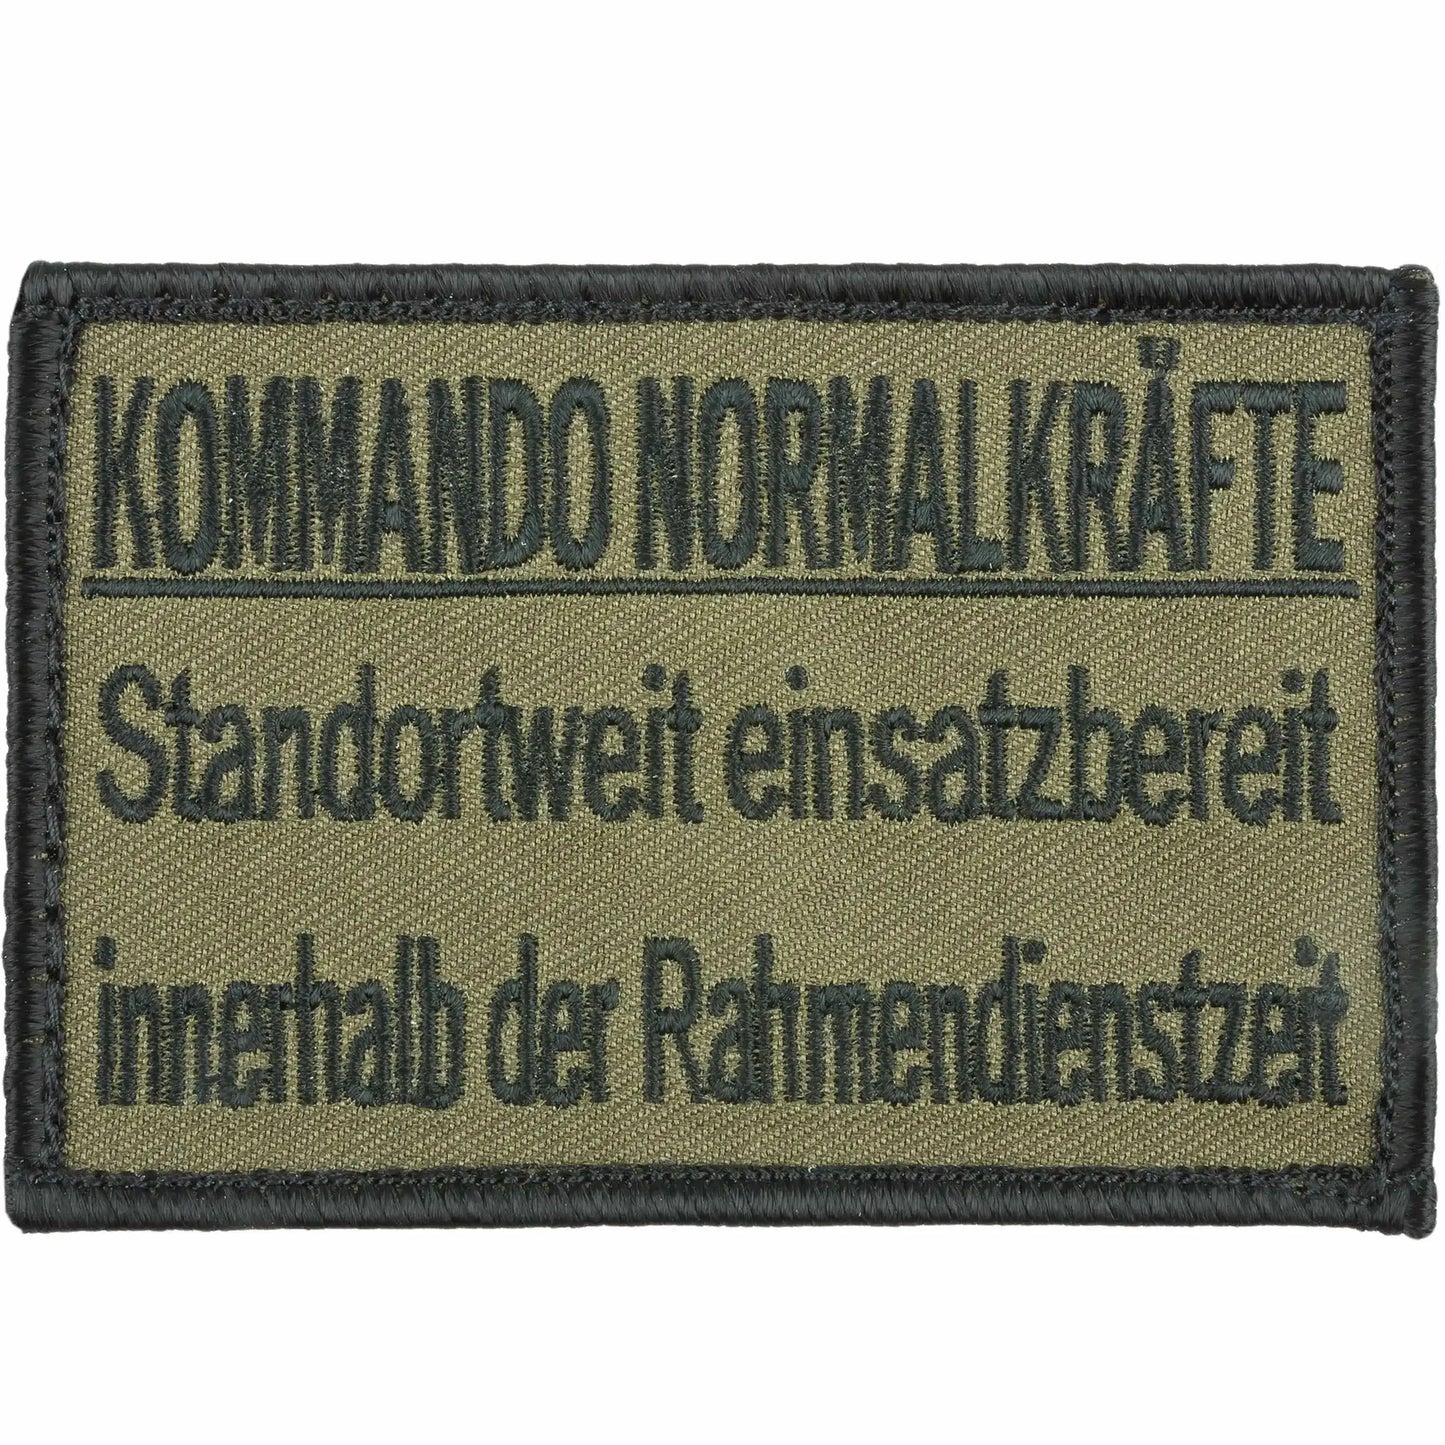 KOMMANDO NORMALKRÄFTE
Standortweit einsatzbereit
innerhalb der Rahmendienstzeit